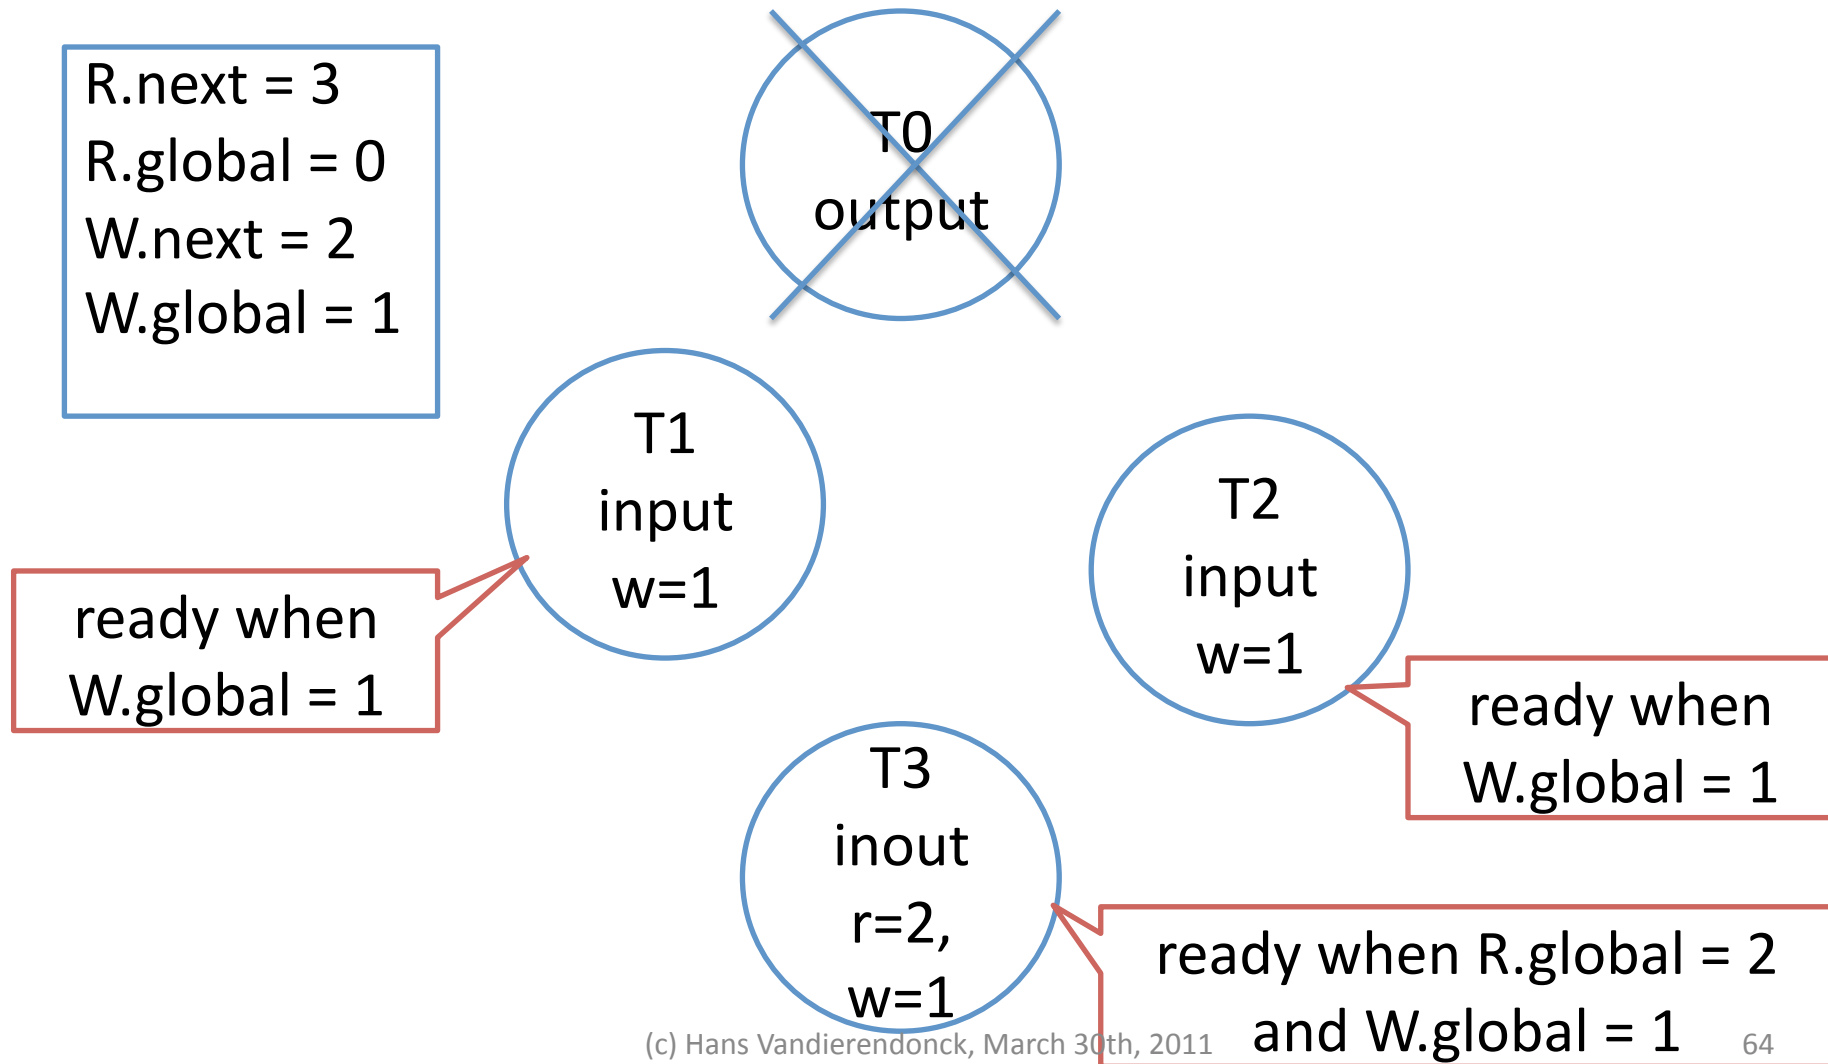 R.next = 3
R.global = 0
W.next = 2
W.global = 1
T0
output
T1
input
w=1
ready when
W.global = 1
T2
input
w=1
ready when
W.global = 1
T3
inout
r=2,
w=1
ready when R.global = 2
and W.global = 1
(c) Hans Vandierendonck, March 30th, 2011
64